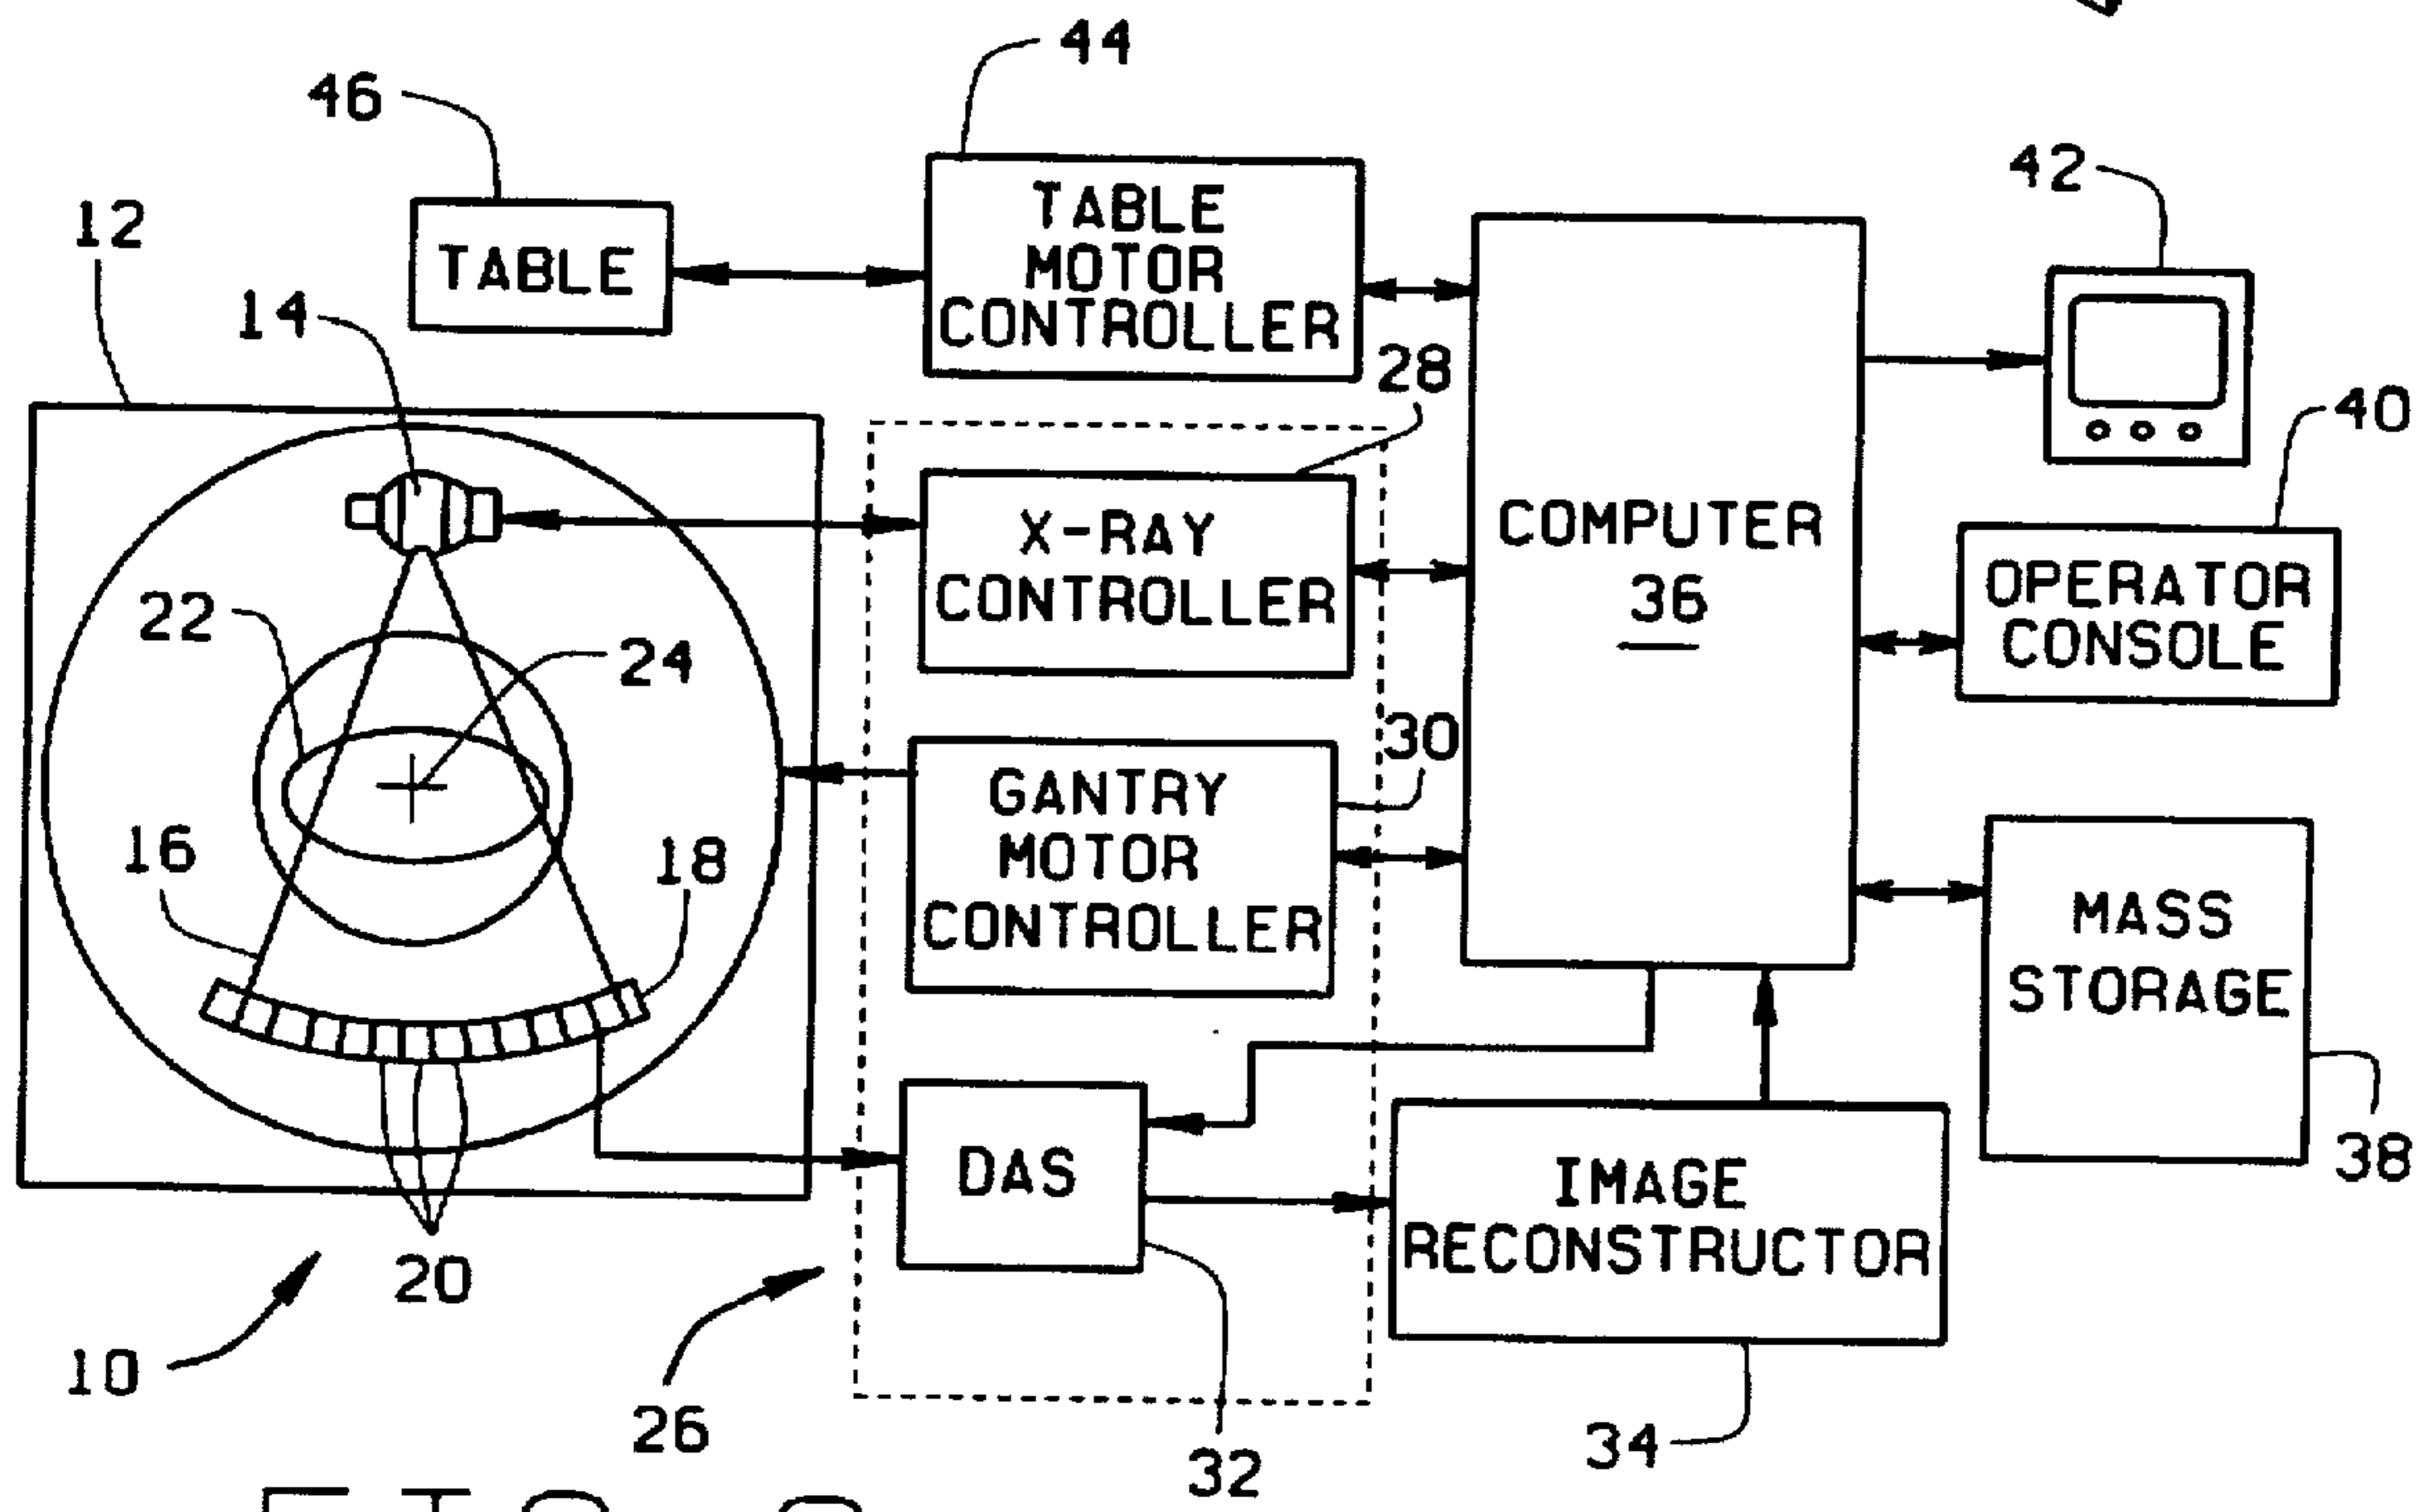 44
46
42
12
TABLE
MOTOR
CONTROLLER
TABLE
14
28
40
X-RAY
CONTROLLER
COMPUTER
36
OPERATOR
CONSOLE
22
24
30
GANTRY
MOTOR
CONTROLLER
16
18
MASS
STORAGE
38
DAS
IMAGE
RECONSTRUCTOR
20
10
26
32
34